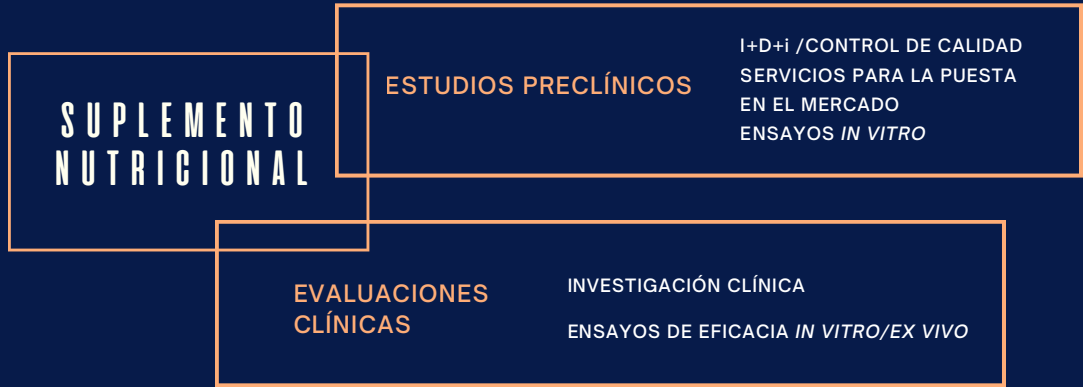 SUPLEMENTO
NUTRICIONAL
ESTUDIOS PRECLÍNICOS
I+D+i /CONTROL DE CALIDAD
SERVICIOS PARA LA PUESTA
EN EL MERCADO
ENSAYOS IN VITRO
EVALUACIONES
CLÍNICAS
INVESTIGACIÓN CLÍNICA
ENSAYOS DE EFICACIA IN VITRO/EX VIVO